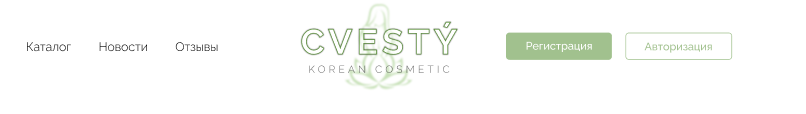 Каталог
Новости
Отзывы
CVESTÝ
KOREAN COSMETIC
Регистрация
Авторизация